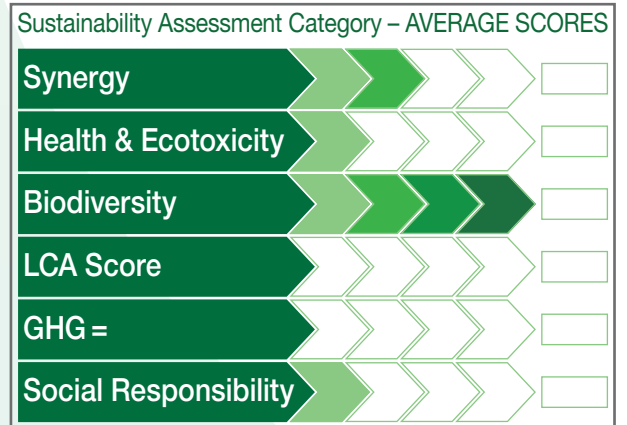 Sustainability Assessment Category – AVERAGE SCORES
Synergy
Health & Ecotoxicity
Biodiversity
LCA Score
GHG =
Social Responsibility